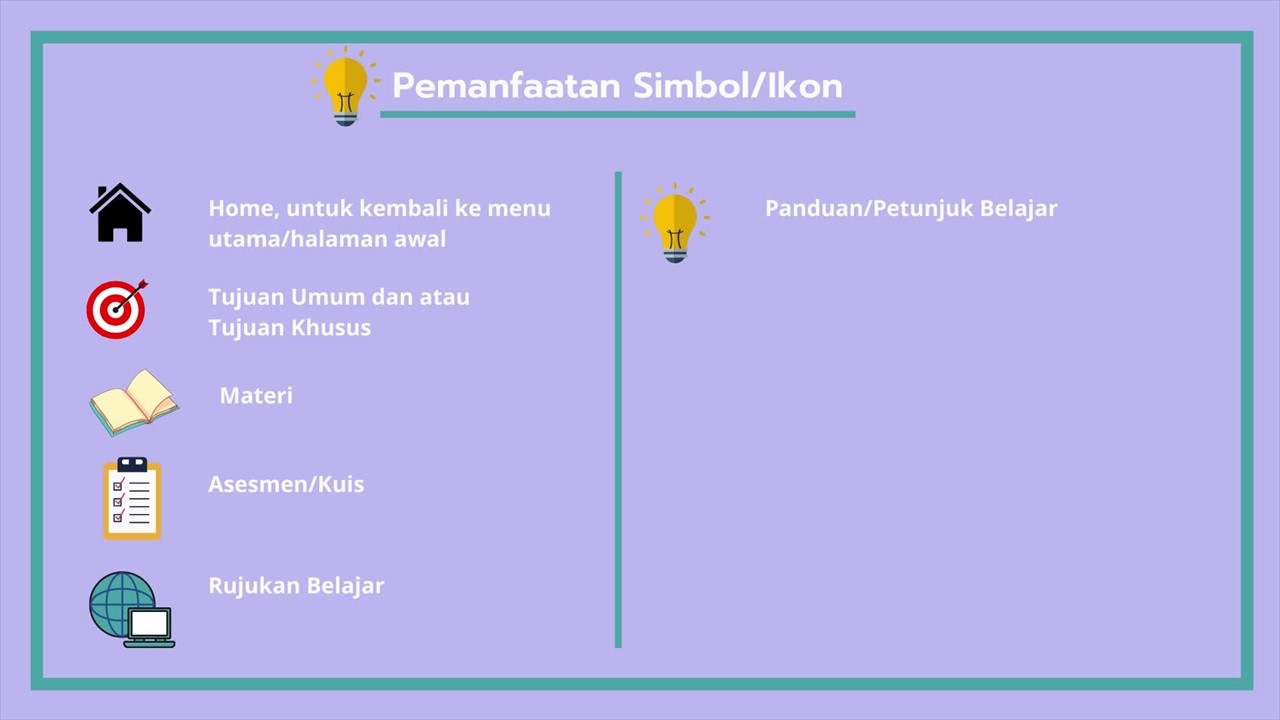 Pemanfaatan Simbol/Ikon
Home, untuk kembali ke menu
utama/halaman awal
Tujuan Umum dan atau
Tujuan Khusus
Materi
Asesmen/Kuis
Rujukan Belajar
Panduan/Petunjuk Belajar